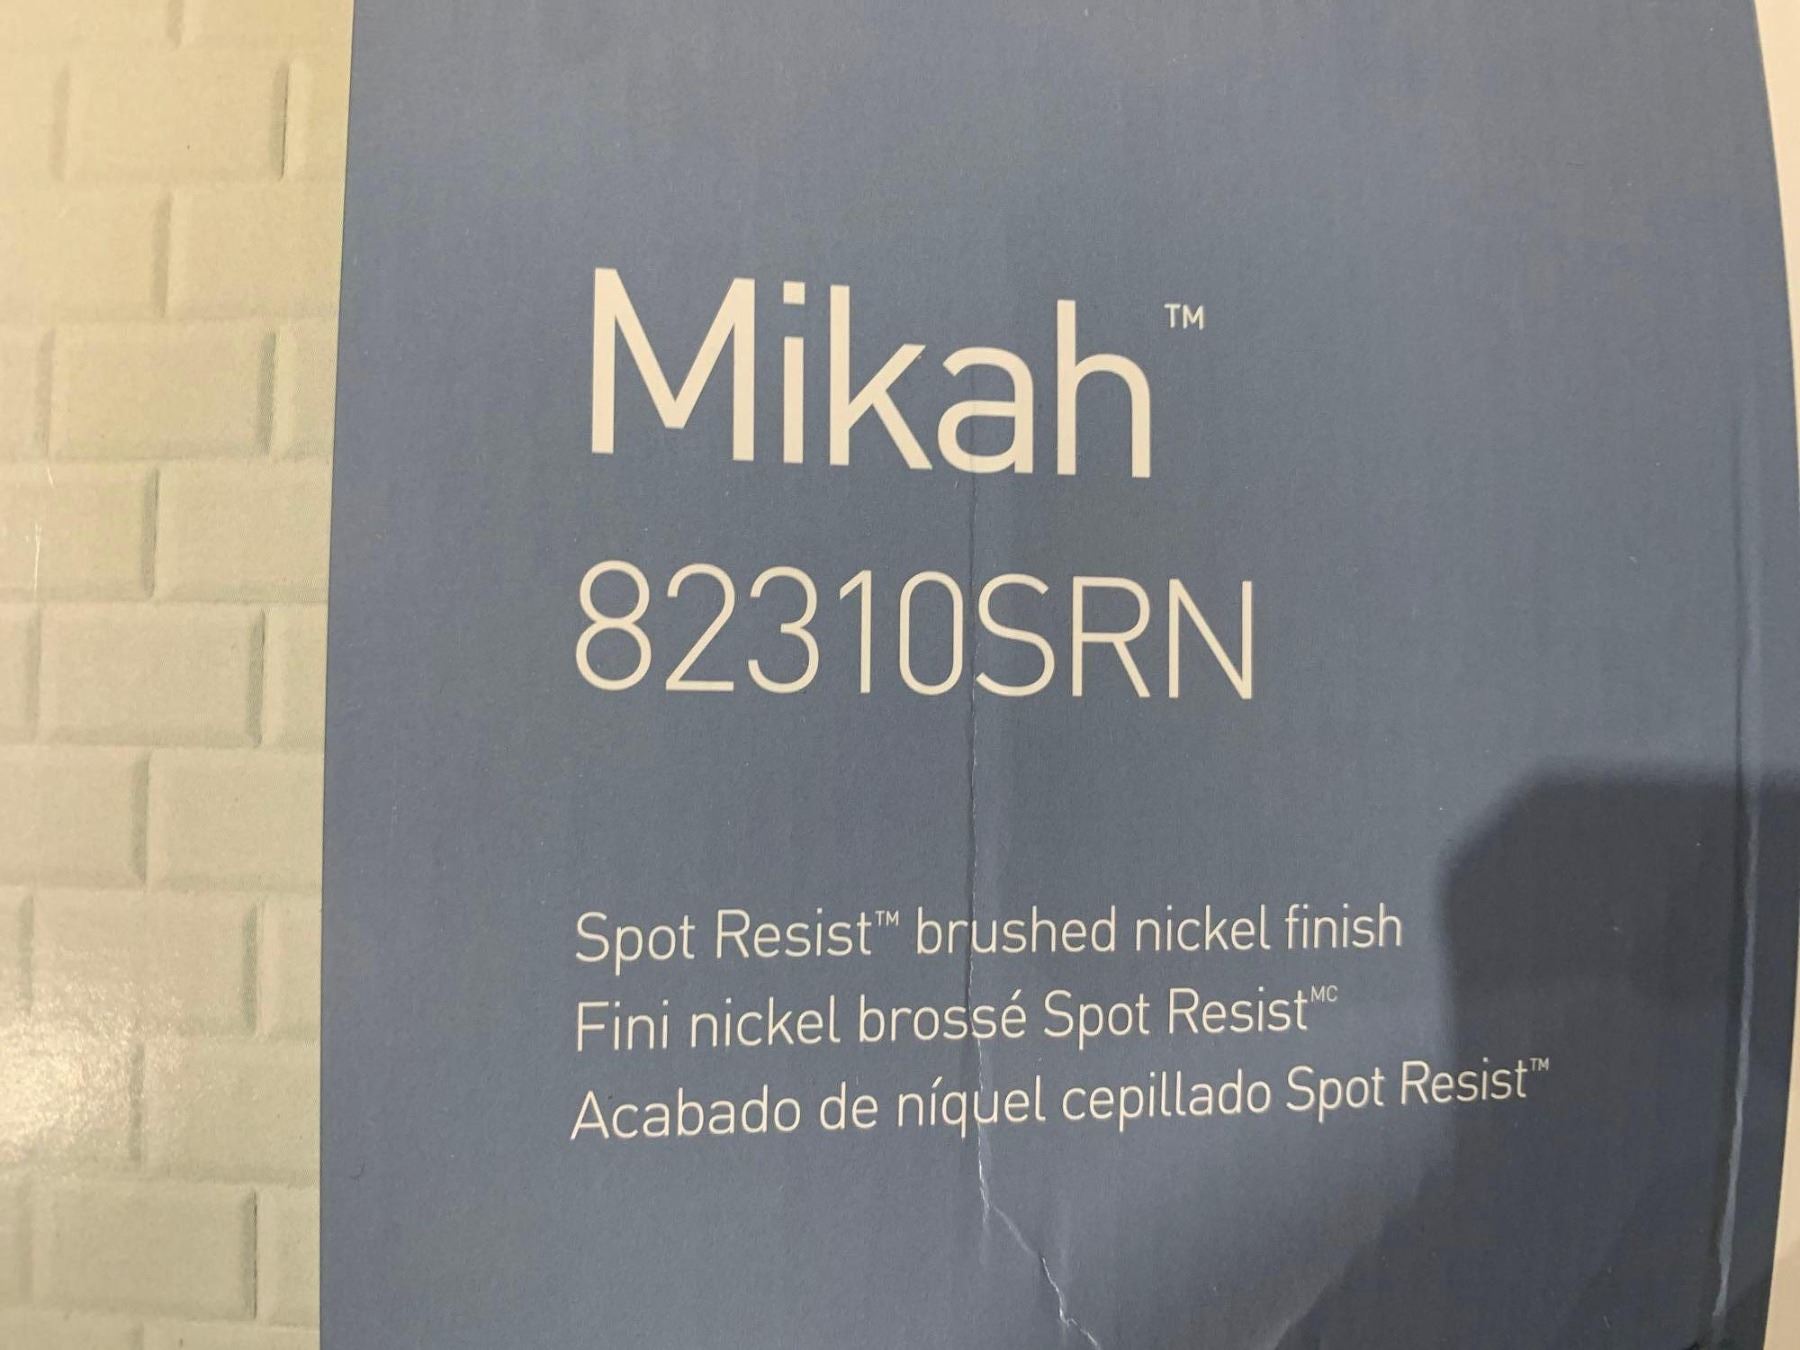 Mikah™
82310SRN
Spot Resist™ brushed nickel finish
Fini nickel brossé Spot Resist MC
Acabado de níquel cepillado Spot Resist™